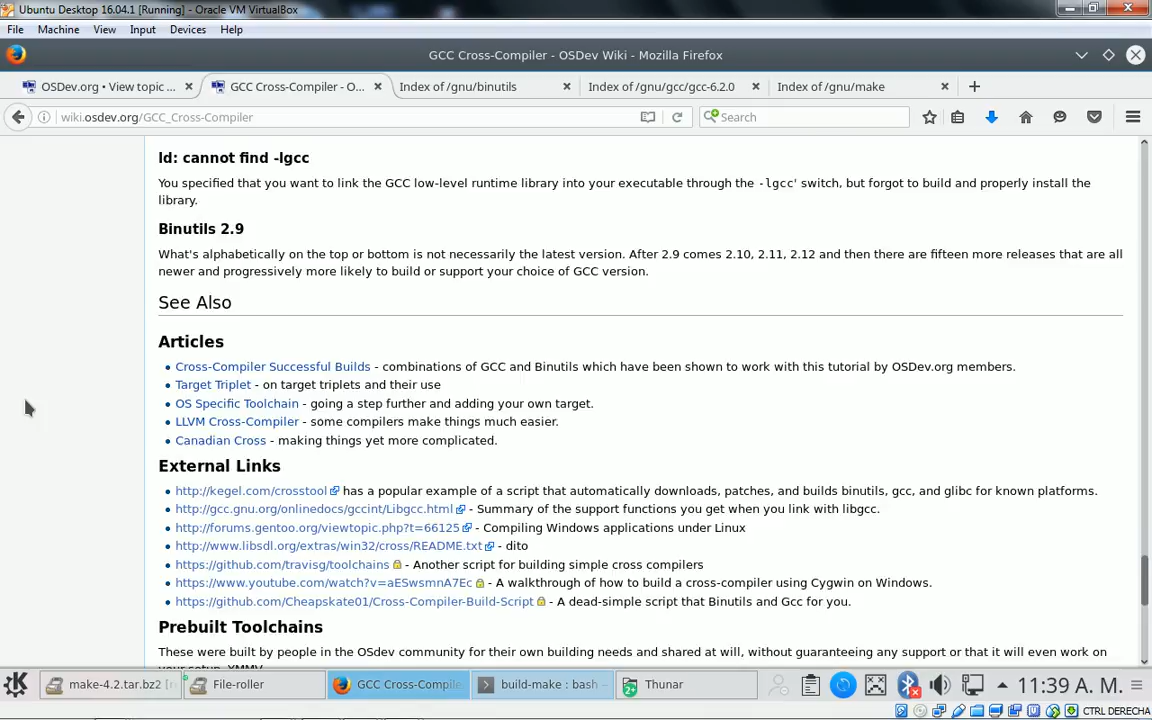 Ubuntu Desktop 16.04.1 [Running] - Oracle VM VirtualBox
File Machine View Input Devices Help
GCC Cross-Compiler - OSDev Wiki - Mozilla Firefox
OSDev.org • View topic ...
GCC Cross-Compiler - O...
Index of /gnu/binutils
Index of /gnu/gcc/gcc-6.2.0
Index of /gnu/make
wiki.osdev.org/GCC_Cross-Compiler
Search
ld: cannot find -lgcc
You specified that you want to link the GCC low-level runtime library into your executable through the -lgcc' switch, but forgot to build and properly install the
library.
Binutils 2.9
What's alphabetically on the top or bottom is not necessarily the latest version. After 2.9 comes 2.10, 2.11, 2.12 and then there are fifteen more releases that are all
newer and progressively more likely to build or support your choice of GCC version.
See Also
Articles
• Cross-Compiler Successful Builds - combinations of GCC and Binutils which have been shown to work with this tutorial by OSDev.org members.
• Target Triplet - on target triplets and their use
• OS Specific Toolchain - going a step further and adding your own target.
• LLVM Cross-Compiler - some compilers make things much easier.
• Canadian Cross - making things yet more complicated.
External Links
• http://kegel.com/crosstool has a popular example of a script that automatically downloads, patches, and builds binutils, gcc, and glibc for known platforms.
• http://gcc.gnu.org/onlinedocs/gccint/Libgcc.html - Summary of the support functions you get when you link with libgcc.
• http://forums.gentoo.org/viewtopic.php?t=66125 - Compiling Windows applications under Linux
• http://www.libsdl.org/extras/win32/cross/README.txt - dito
• https://github.com/travisg/toolchains - Another script for building simple cross compilers
• https://www.youtube.com/watch?v=aESwsmnA7Ec - A walkthrough of how to build a cross-compiler using Cygwin on Windows.
• https://github.com/Cheapskate01/Cross-Compiler-Build-Script - A dead-simple script that Binutils and Gcc for you.
Prebuilt Toolchains
These were built by people in the OSdev community for their own building needs and shared at will, without guaranteeing any support or that it will even work on
your setup. YMMV.
make-4.2.tar.bz2
File-roller
GCC Cross-Compile
build-make : bash
Thunar
11:39 A. M.
CTRL DERECHA